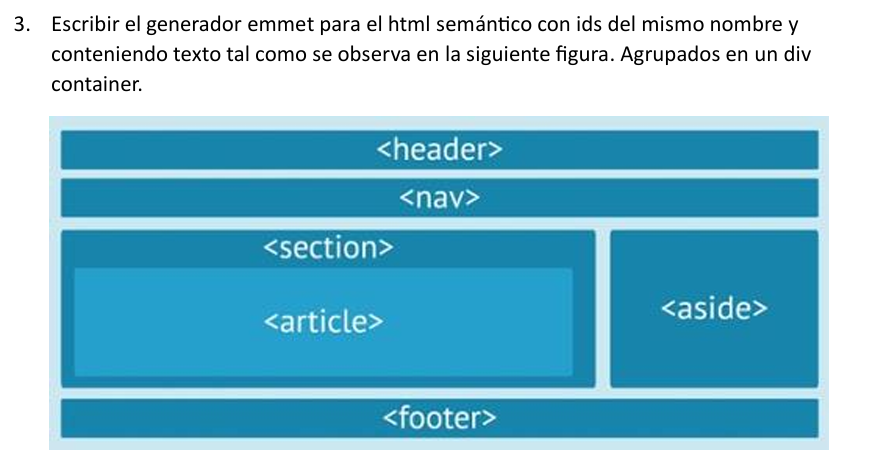 3. Escribir el generador emmet para el html semántico con ids del mismo nombre y
conteniendo texto tal como se observa en la siguiente figura. Agrupados en un div
container.
<header>
<nav>
<section>
<article>
<aside>
<footer>